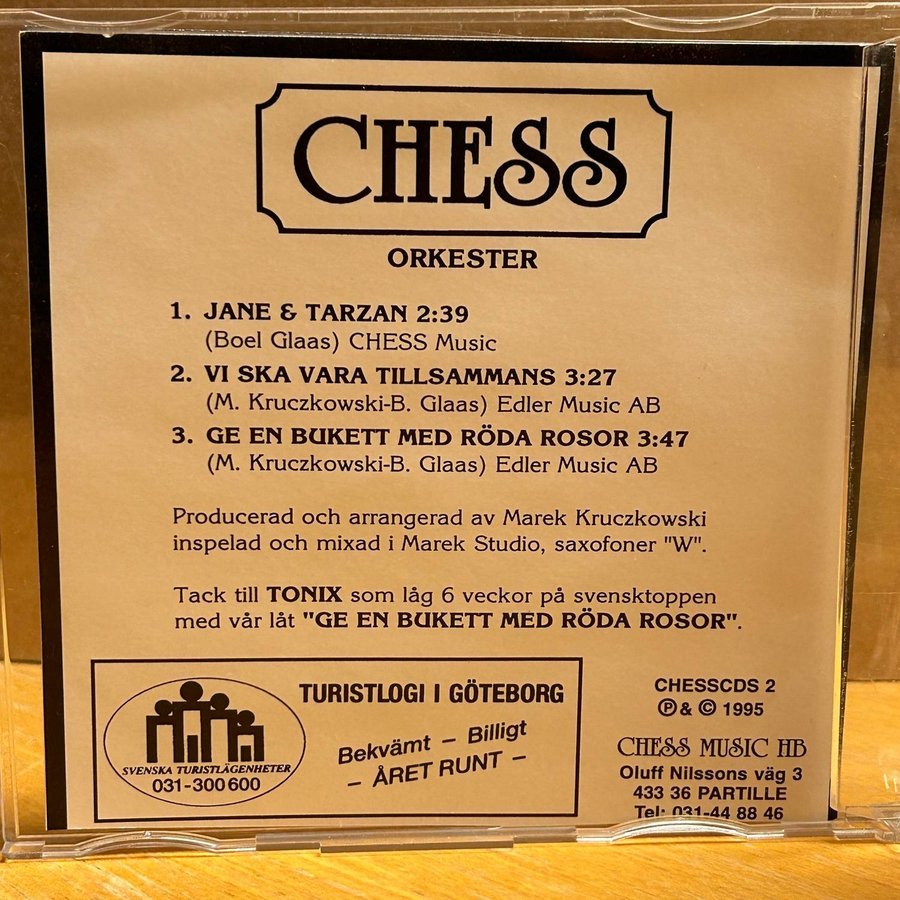 CHESS
ORKESTER
1. JANE & TARZAN 2:39
(Boel Glaas) CHESS Music
2. VI SKA VARA TILLSAMMANS 3:27
(M. Kruczkowski-B. Glaas) Edler Music AB
3. GE EN BUKETT MED RÖDA ROSOR 3:47
(M. Kruczkowski-B. Glaas) Edler Music AB
Producerad och arrangerad av Marek Kruczkowski
inspelad och mixad i Marek Studio, saxofoner "W".
Tack till TONIX som låg 6 veckor på svensktoppen
med vår låt "GE EN BUKETT MED RÖDA ROSOR".
SVENSKA TURISTLÄGENHETER
031-300600
TURISTLOGI I GÖTEBORG
Bekvämt – Billigt
– ÅRET RUNT –
CHESSCDS 2
Ⓟ & © 1995
CHESS MUSIC HB
Oluff Nilssons väg 3
433 36 PARTILLE
Tel: 031-44 88 46